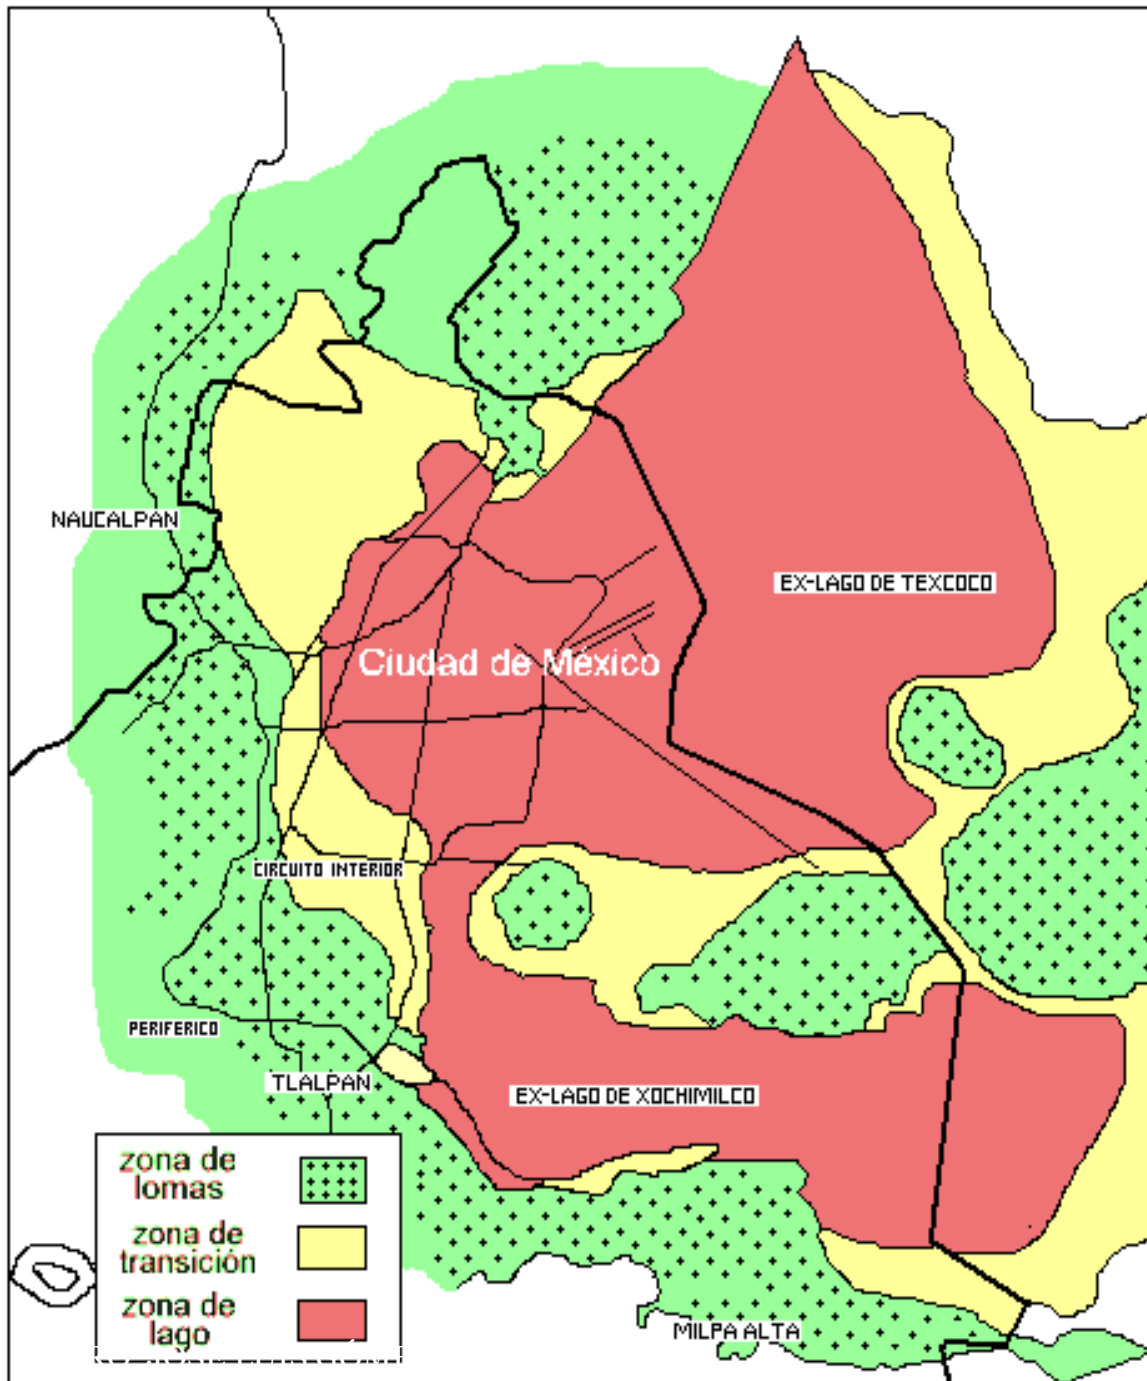 NAUCALPAN
EX-LAGO DE TEXCOCO
Ciudad de México
CIRCUITO INTERIOR
PERIFERICO
TLALPAN
EX-LAGO DE XOCHIMILCO
zona de
lomas
zona de
transición
zona de
lago
MILPA ALTA